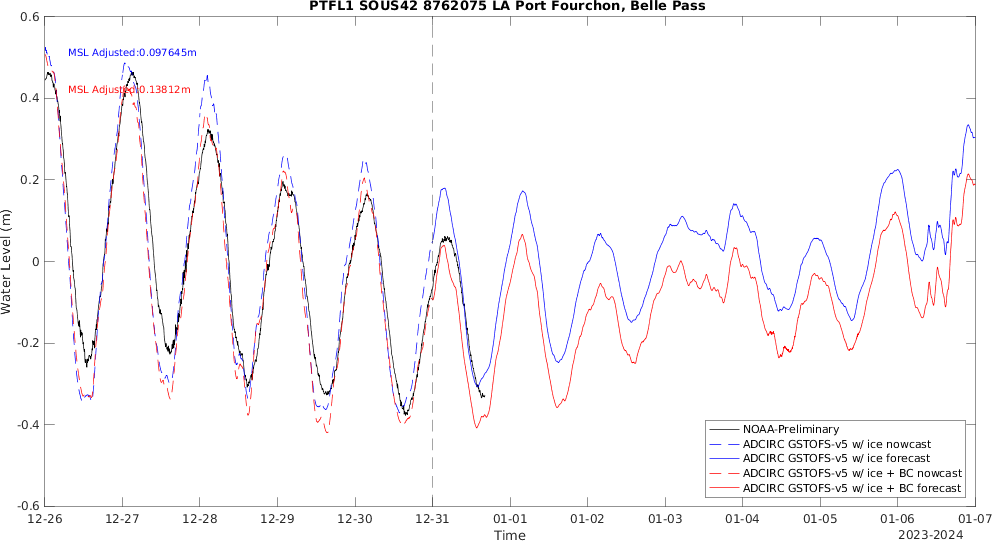 PTFL1 SOUS42 8762075 LA Port Fourchon, Belle Pass
MSL Adjusted:0.097645m
MSL Adjusted:0.13812m
Water Level (m)
0.6
0.4
0.2
0
-0.2
-0.4
-0.6
NOAA-Preliminary
ADCIRC GSTOFS-v5 w/ ice nowcast
ADCIRC GSTOFS-v5 w/ ice forecast
ADCIRC GSTOFS-v5 w/ ice + BC nowcast
ADCIRC GSTOFS-v5 w/ ice + BC forecast
12-26 12-27 12-28 12-29 12-30 12-31 01-01 01-02 01-03 01-04 01-05 01-06 01-07
Time
2023-2024